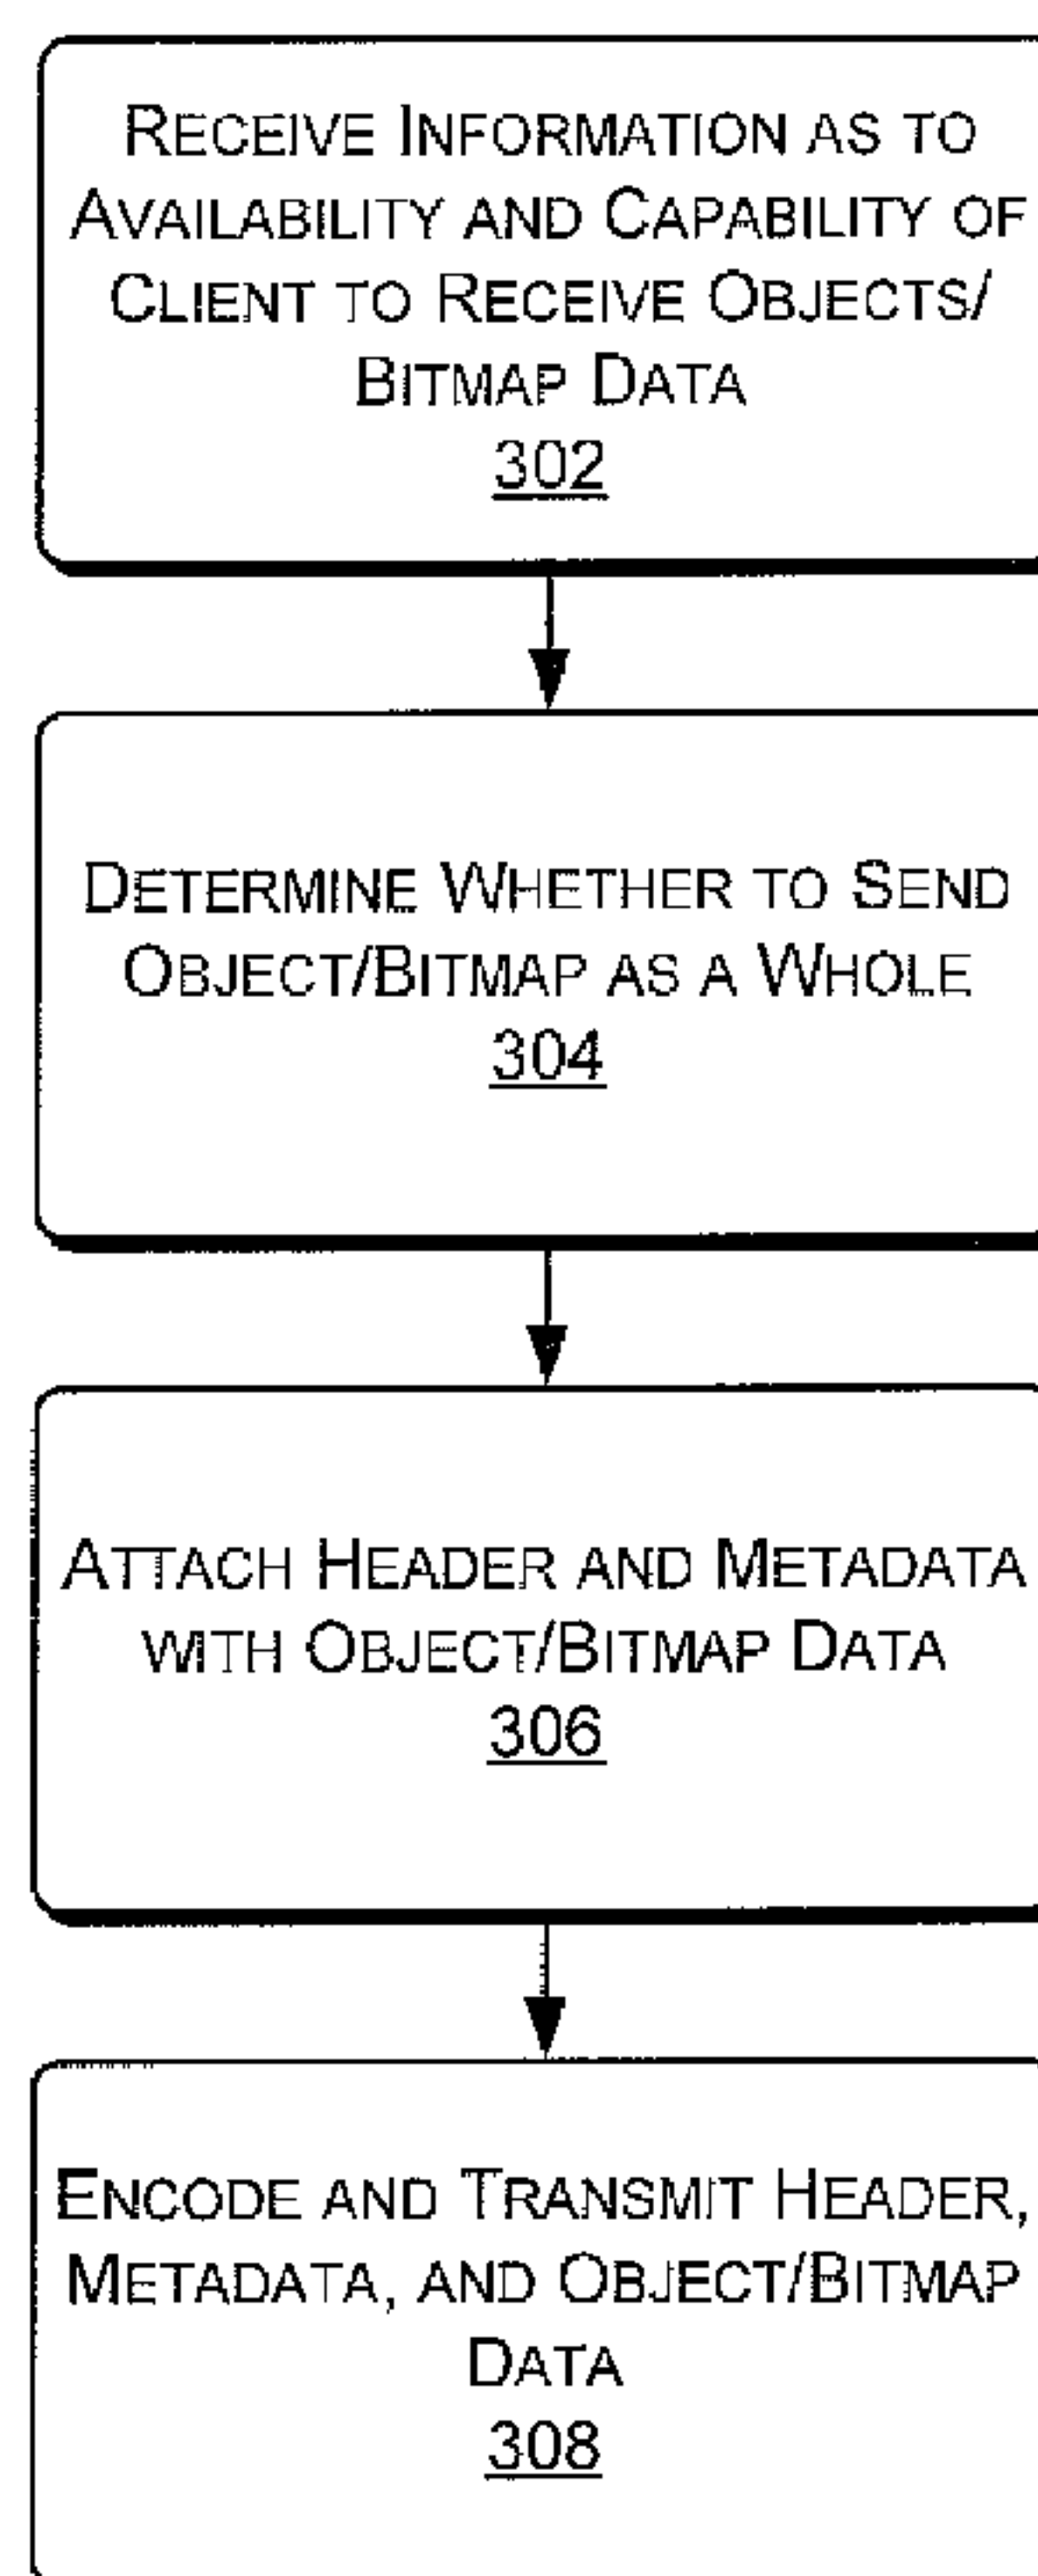 RECEIVE INFORMATION AS TO
AVAILABILITY AND CAPABILITY OF
CLIENT TO RECEIVE OBJECTS/
BITMAP DATA
302
DETERMINE WHETHER TO SEND
OBJECT/BITMAP AS A WHOLE
304
ATTACH HEADER AND METADATA
WITH OBJECT/BITMAP DATA
306
ENCODE AND TRANSMIT HEADER,
METADATA, AND OBJECT/BITMAP
DATA
308